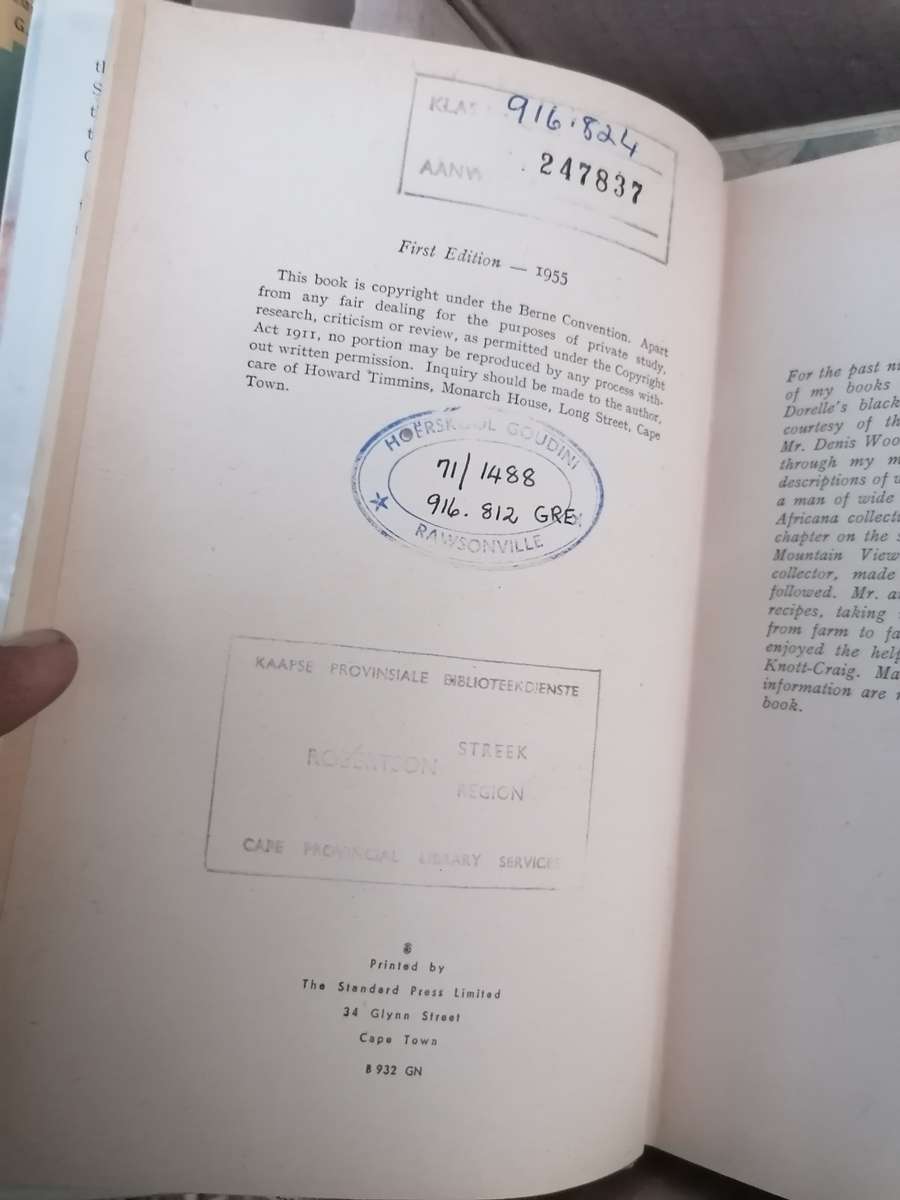 KLAS 916.824
AANW 247837
First Edition — 1955
This book is copyright under the Berne Convention. Apart
from any fair dealing for the purposes of private study,
research, criticism or review, as permitted under the Copyright
Act 1911, no portion may be reproduced by any process with-
out written permission. Inquiry should be made to the author,
care of Howard Timmins, Monarch House, Long Street, Cape
Town.
HOËRSKOOL GOUDINI
71/1488
916.812 GRE
RAWSONVILLE
KAAPSE PROVINSIALE BIBLIOTEEKDIENSTE
STREEK
ROBERTSON
REGION
CAPE PROVINCIAL LIBRARY SERVICES
Printed by
The Standard Press Limited
34 Glynn Street
Cape Town
B 932 GN
For the past
of my books
Dorelle's black
courtesy of
Mr. Denis
through my
descriptions of
a man of wide
Africana
chapter on the
Mountain View
collector, made
followed. Mr.
recipes, taking
from farm to
enjoyed the
Knott-Craig.
information are
book.